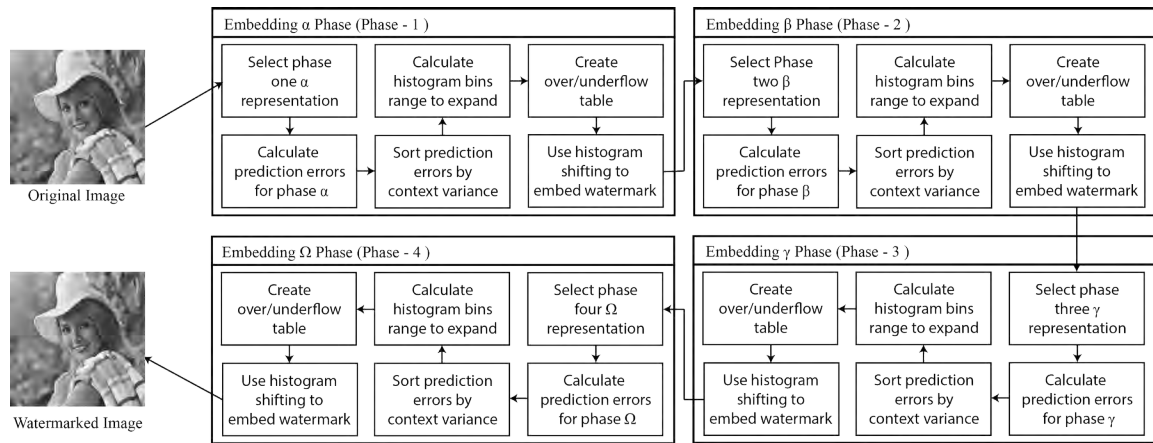 Original Image
Embedding α Phase (Phase - 1 )
Select phase
one α
representation
Calculate
prediction errors
for phase α
Sort prediction
errors by
context variance
Calculate
histogram bins
range to expand
Create
over/underflow
table
Use histogram
shifting to
embed watermark
Embedding β Phase (Phase - 2 )
Select Phase
two β
representation
Calculate
prediction errors
for phase β
Sort prediction
errors by
context variance
Calculate
histogram bins
range to expand
Create
over/underflow
table
Use histogram
shifting to
embed watermark
Embedding γ Phase (Phase - 3 )
Select phase
three γ
representation
Calculate
prediction errors
for phase γ
Sort prediction
errors by
context variance
Calculate
histogram bins
range to expand
Create
over/underflow
table
Use histogram
shifting to
embed watermark
Embedding Ω Phase (Phase - 4 )
Select phase
four Ω
representation
Calculate
prediction errors
for phase Ω
Sort prediction
errors by
context variance
Calculate
histogram bins
range to expand
Create
over/underflow
table
Use histogram
shifting to
embed watermark
Watermarked Image